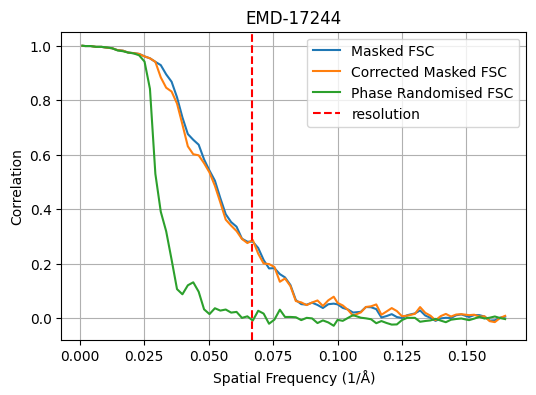 EMD-17244
Correlation
1.0
0.8
0.6
0.4
0.2
0.0
Masked FSC
Corrected Masked FSC
Phase Randomised FSC
resolution
0.000 0.025 0.050 0.075 0.100 0.125 0.150
Spatial Frequency (1/Å)